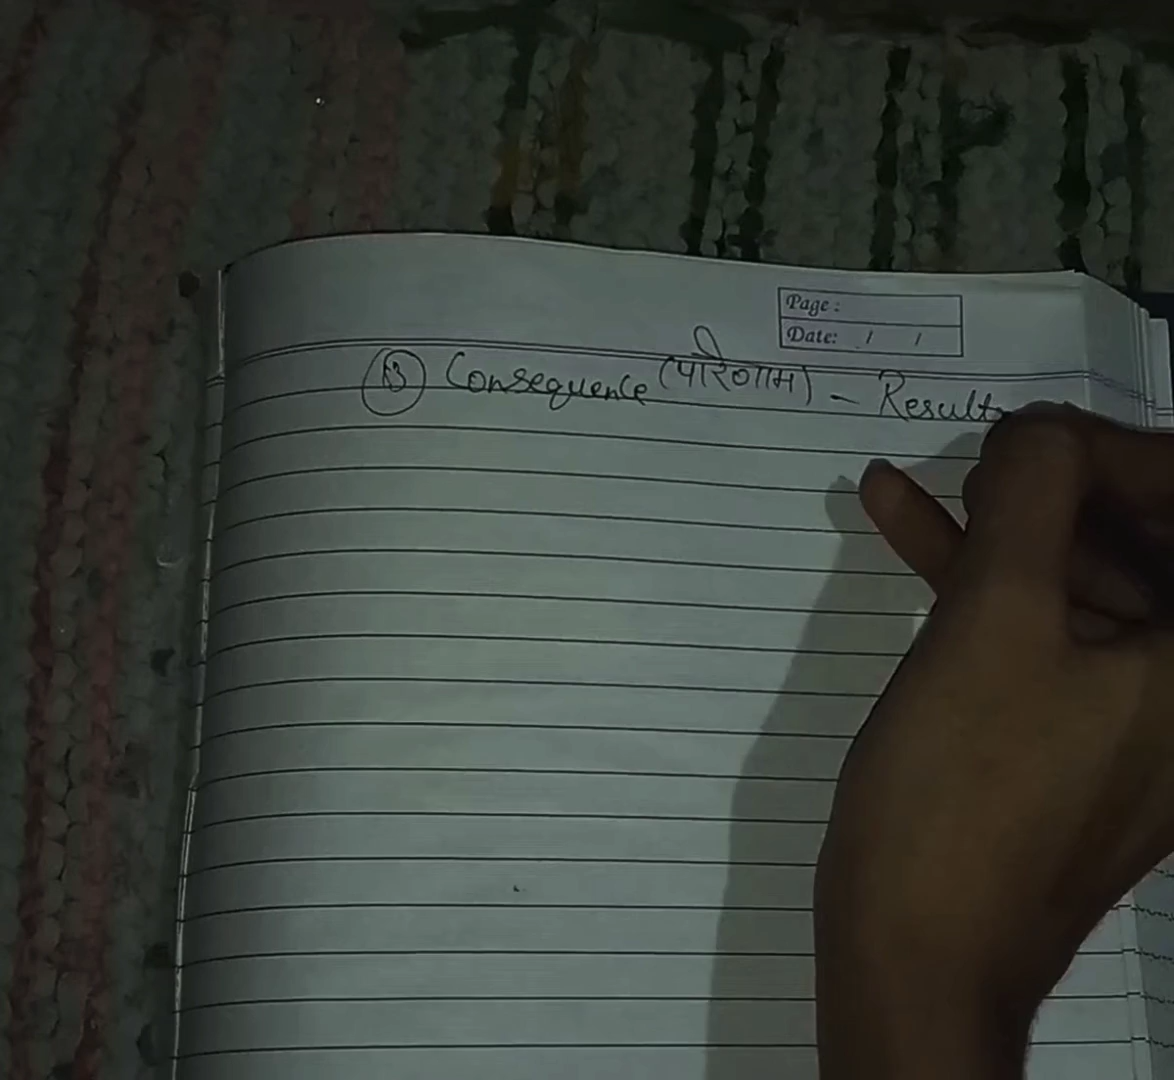 Page :
Date: / /
(13) Consequence (परिणाम) - Result